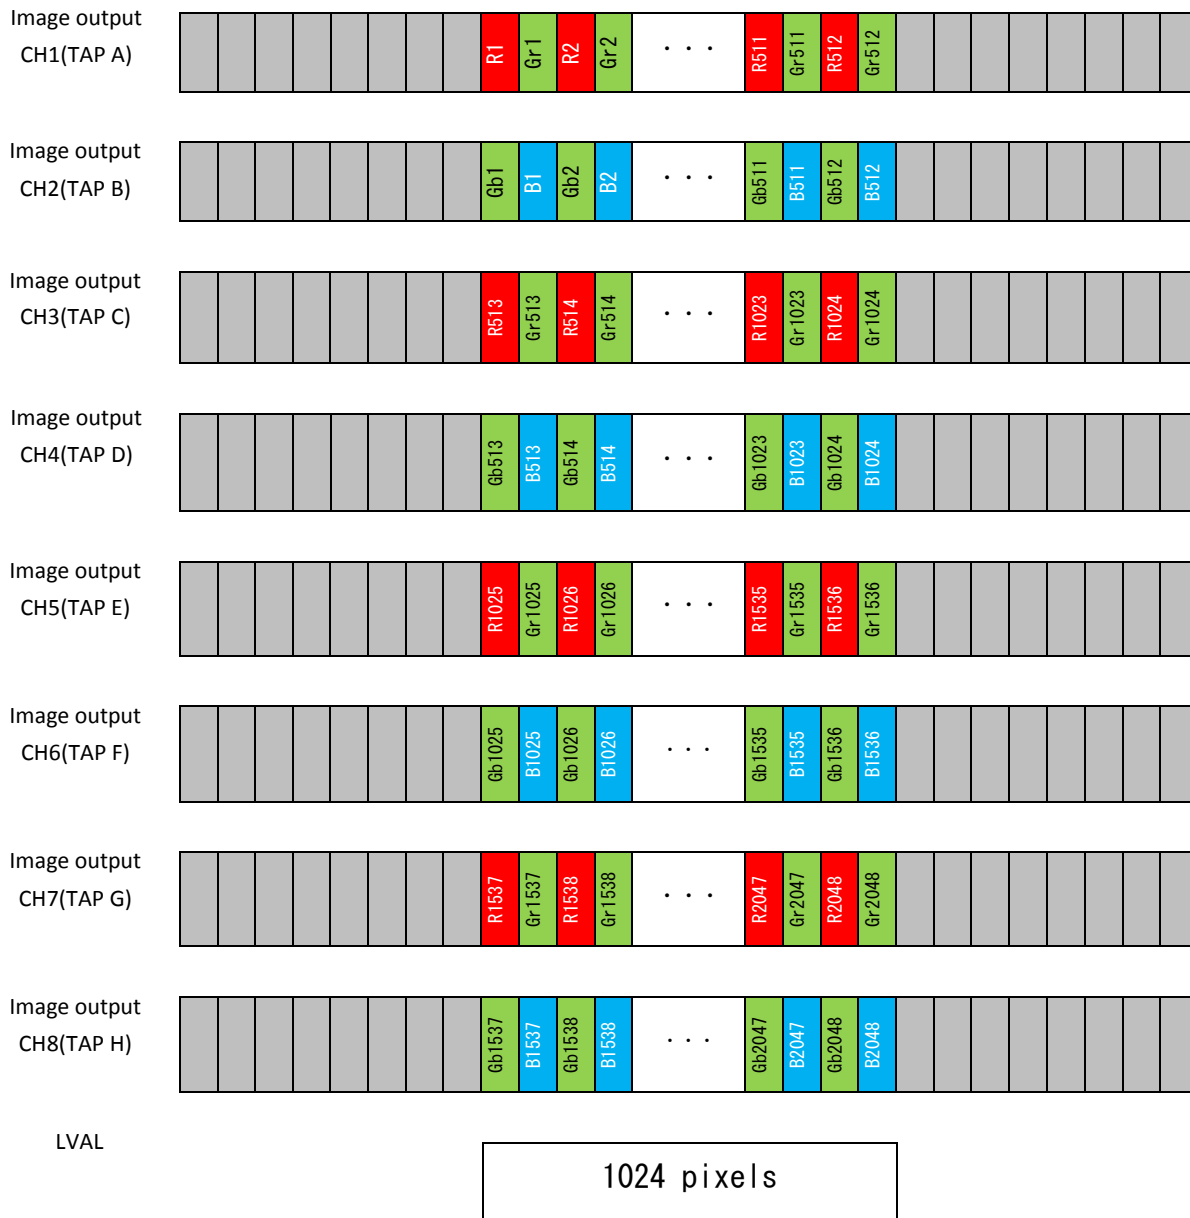 Image output
CH1(TAP A)
R1 Gr1 R2 Gr2 ・・・ R511 Gr511 R512 Gr512
Image output
CH2(TAP B)
Gb1 B1 Gb2 B2 ・・・ Gb511 B511 Gb512 B512
Image output
CH3(TAP C)
R513 Gr513 R514 Gr514 ・・・ R1023 Gr1023 R1024 Gr1024
Image output
CH4(TAP D)
Gb513 B513 Gb514 B514 ・・・ Gb1023 B1023 Gb1024 B1024
Image output
CH5(TAP E)
R1025 Gr1025 R1026 Gr1026 ・・・ R1535 Gr1535 R1536 Gr1536
Image output
CH6(TAP F)
Gb1025 B1025 Gb1026 B1026 ・・・ Gb1535 B1535 Gb1536 B1536
Image output
CH7(TAP G)
R1537 Gr1537 R1538 Gr1538 ・・・ R2047 Gr2047 R2048 Gr2048
Image output
CH8(TAP H)
Gb1537 B1537 Gb1538 B1538 ・・・ Gb2047 B2047 Gb2048 B2048
LVAL
1024 pixels